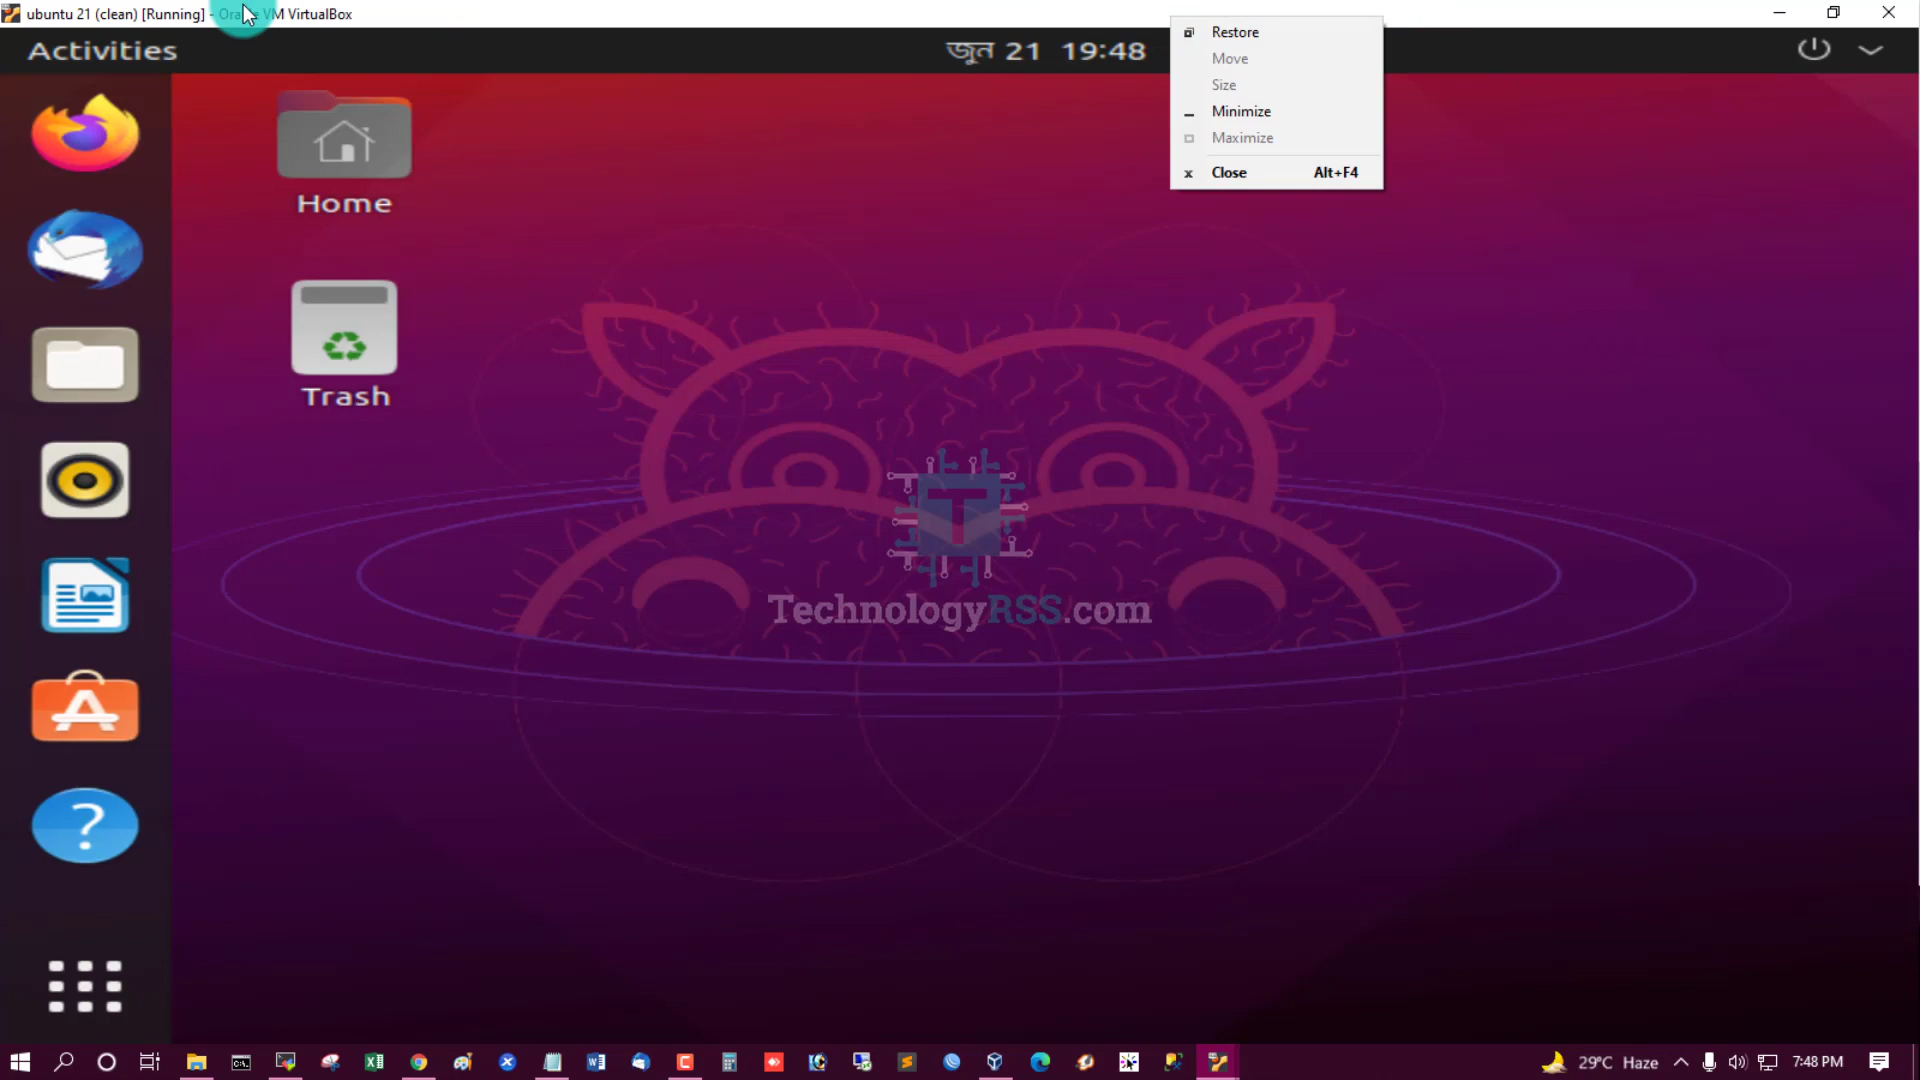 ubuntu 21 (clean) [Running] - Oracle VM VirtualBox
Activities
জুন 21 19:48
Restore
Move
Size
Minimize
Maximize
Close Alt+F4
Home
Trash
TechnologyRSS.com
29°C Haze
7:48 PM